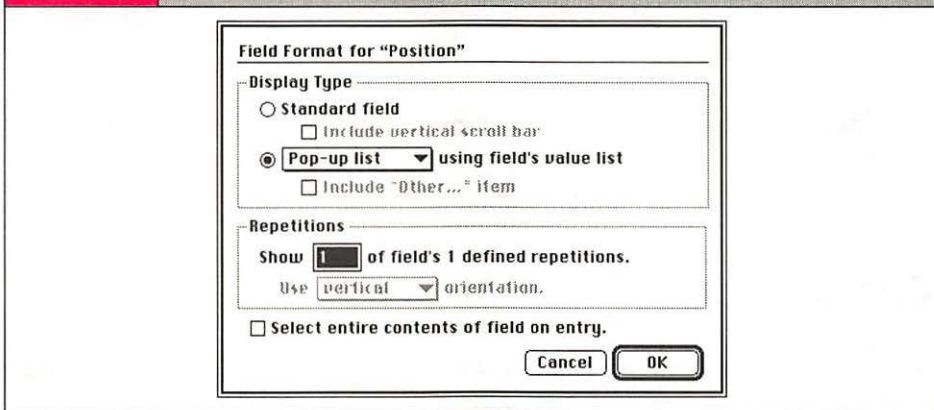 Field Format for “Position”
Display Type
Standard field
Include vertical scroll bar
Pop-up list using field's value list
Include "Other..." item
Repetitions
Show 1 of field's 1 defined repetitions.
Use vertical orientation.
Select entire contents of field on entry.
Cancel OK